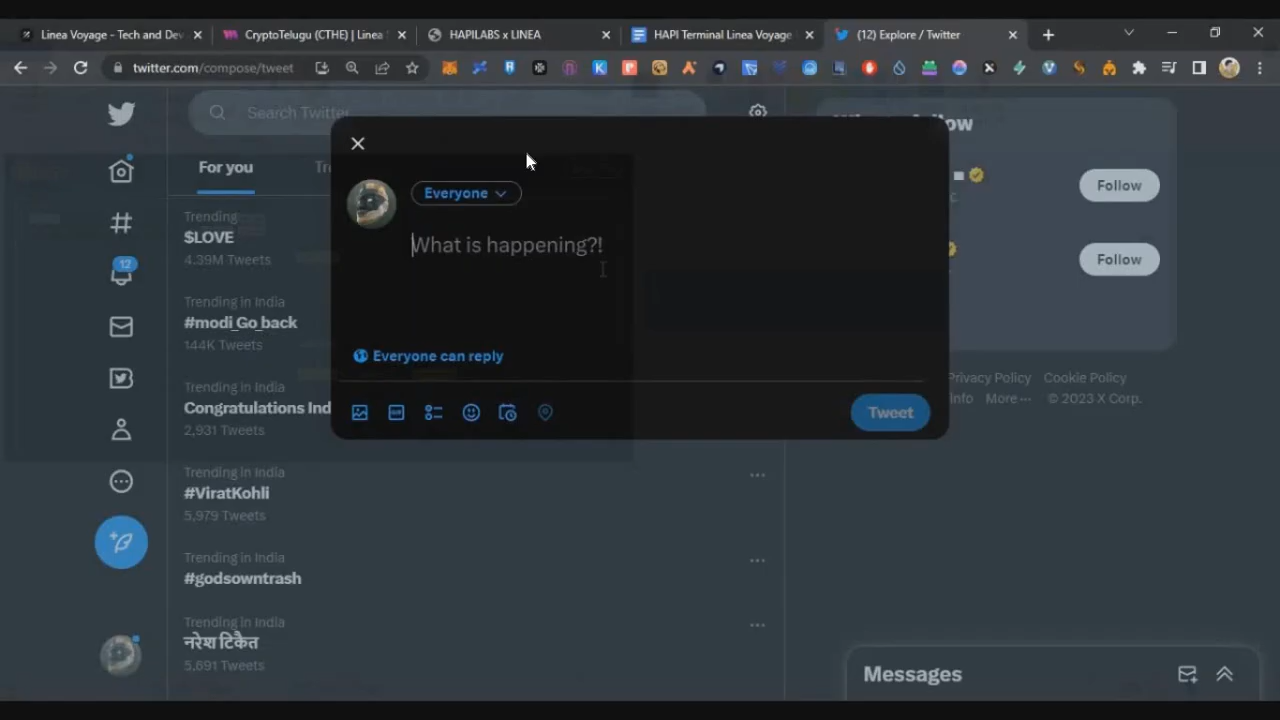 Linea Voyage - Tech and Dev
CryptoTelugu (CTHE) | Linea
HAPILABS x LINEA
HAPI Terminal Linea Voyage
(12) Explore / Twitter
twitter.com/compose/tweet
Search Twitter
For you
Everyone
What is happening?!
Everyone can reply
Tweet
12
Trending
$LOVE
4.39M Tweets
Trending in India
#modi_Go_back
144K Tweets
Trending in India
Congratulations Ind
2,931 Tweets
Trending in India
#ViratKohli
5,979 Tweets
Trending in India
#godsowntrash
Trending in India
नरेश टिकैत
5,691 Tweets
Follow
Follow
Privacy Policy Cookie Policy
More ··· © 2023 X Corp.
Messages